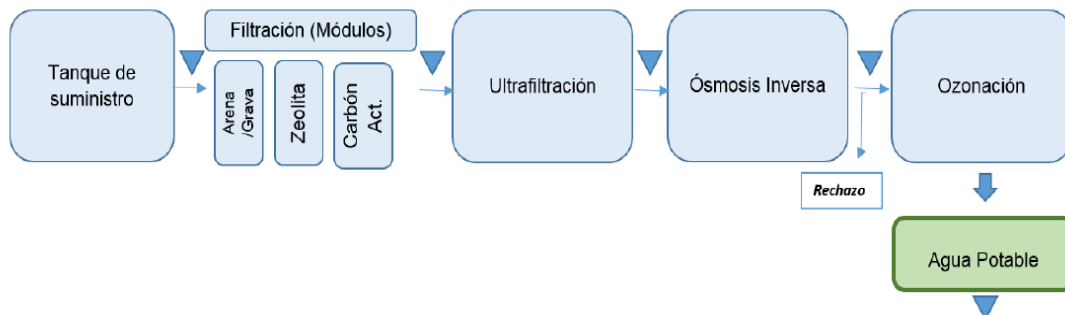 Tanque de
suministro
Filtración (Módulos)
Arena
/Grava
Zeolita
Carbón
Act.
Ultrafiltración
Ósmosis Inversa
Ozonación
Rechazo
Agua Potable